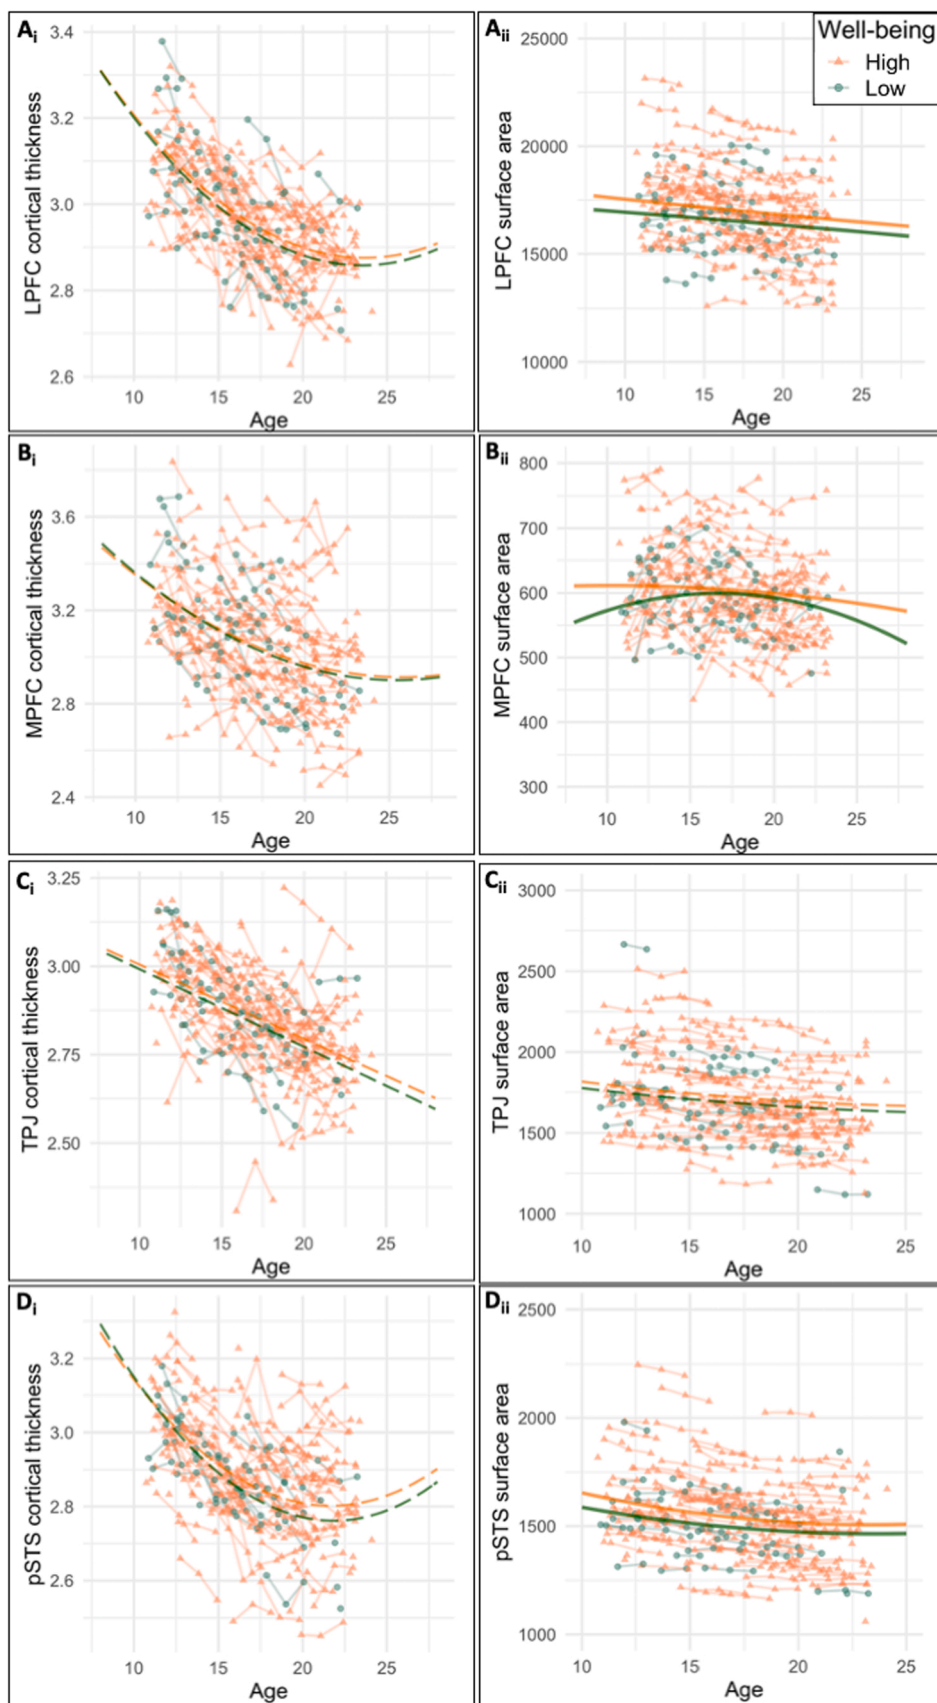 Ai
3.4
3.2
3.0
2.8
2.6
LPFC cortical thickness
10 15 20 25
Age
Aii
25000
20000
15000
10000
LPFC surface area
10 15 20 25
Age
Well-being
High
Low
Bi
3.6
3.2
2.8
2.4
MPFC cortical thickness
10 15 20 25
Age
Bii
800
700
600
500
400
300
MPFC surface area
10 15 20 25
Age
Ci
3.25
3.00
2.75
2.50
TPJ cortical thickness
10 15 20 25
Age
Cii
3000
2500
2000
1500
1000
TPJ surface area
10 15 20 25
Age
Di
3.2
3.0
2.8
2.6
pSTS cortical thickness
10 15 20 25
Age
Dii
2500
2000
1500
1000
pSTS surface area
10 15 20 25
Age